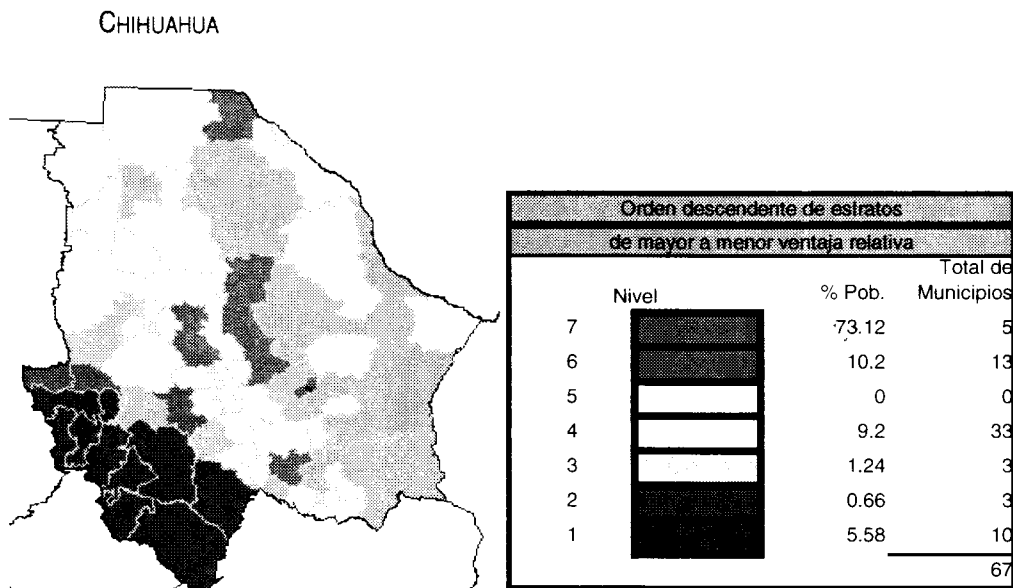 CHIHUAHUA
Orden descendente de estratos
de mayor a menor ventaja relativa
Total de
Nivel % Pob. Municipios
7 73.12 5
6 10.2 13
5 0 0
4 9.2 33
3 1.24 3
2 0.66 3
1 5.58 10
67